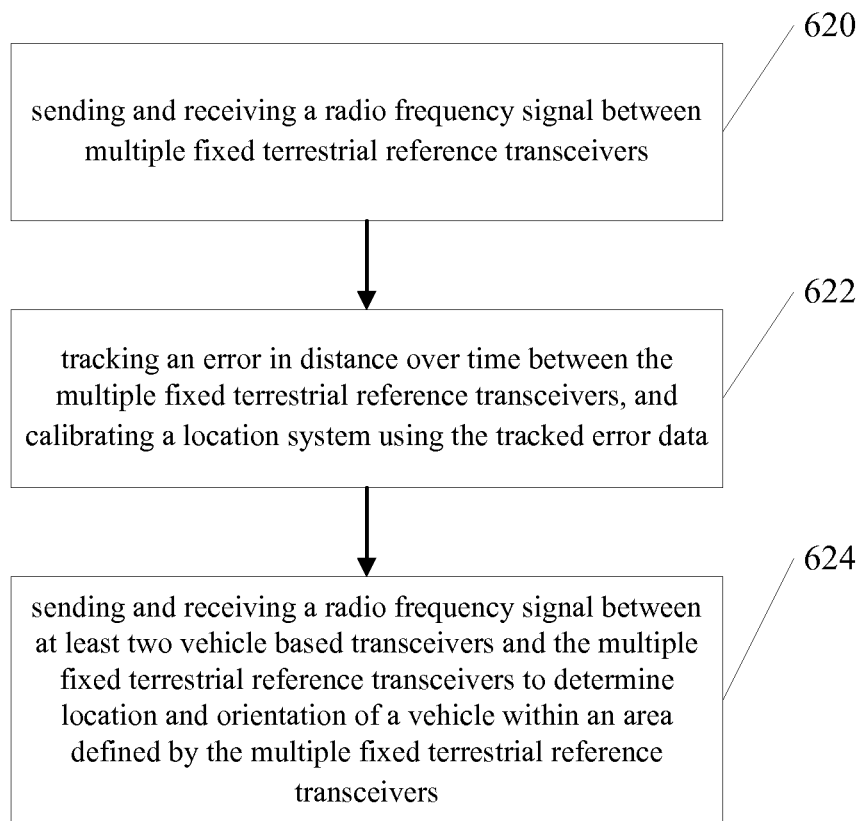 620
sending and receiving a radio frequency signal between
multiple fixed terrestrial reference transceivers
622
tracking an error in distance over time between the
multiple fixed terrestrial reference transceivers, and
calibrating a location system using the tracked error data
624
sending and receiving a radio frequency signal between
at least two vehicle based transceivers and the multiple
fixed terrestrial reference transceivers to determine
location and orientation of a vehicle within an area
defined by the multiple fixed terrestrial reference
transceivers